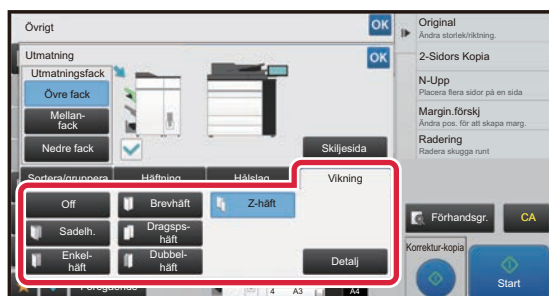 Övrigt
OK
Utmatning
OK
Utmatningsfack
Övre fack
Mellan-
fack
Nedre fack
Skiljesida
Sortera/gruppera
Häftning
Hålslag
Vikning
Off
Brevhäft
Z-häft
Sadelh.
Dragsps-
häft
Enkel-
häft
Dubbel-
häft
Detalj
4
A3
A4
Original
Ändra storlek/riktning.
2-Sidors Kopia
N-Upp
Placera flera sidor på en sida
Margin.förskj
Ändra pos. för att skapa marg.
Radering
Radera skugga runt
Förhandsgr.
CA
Korrektur-kopia
Start